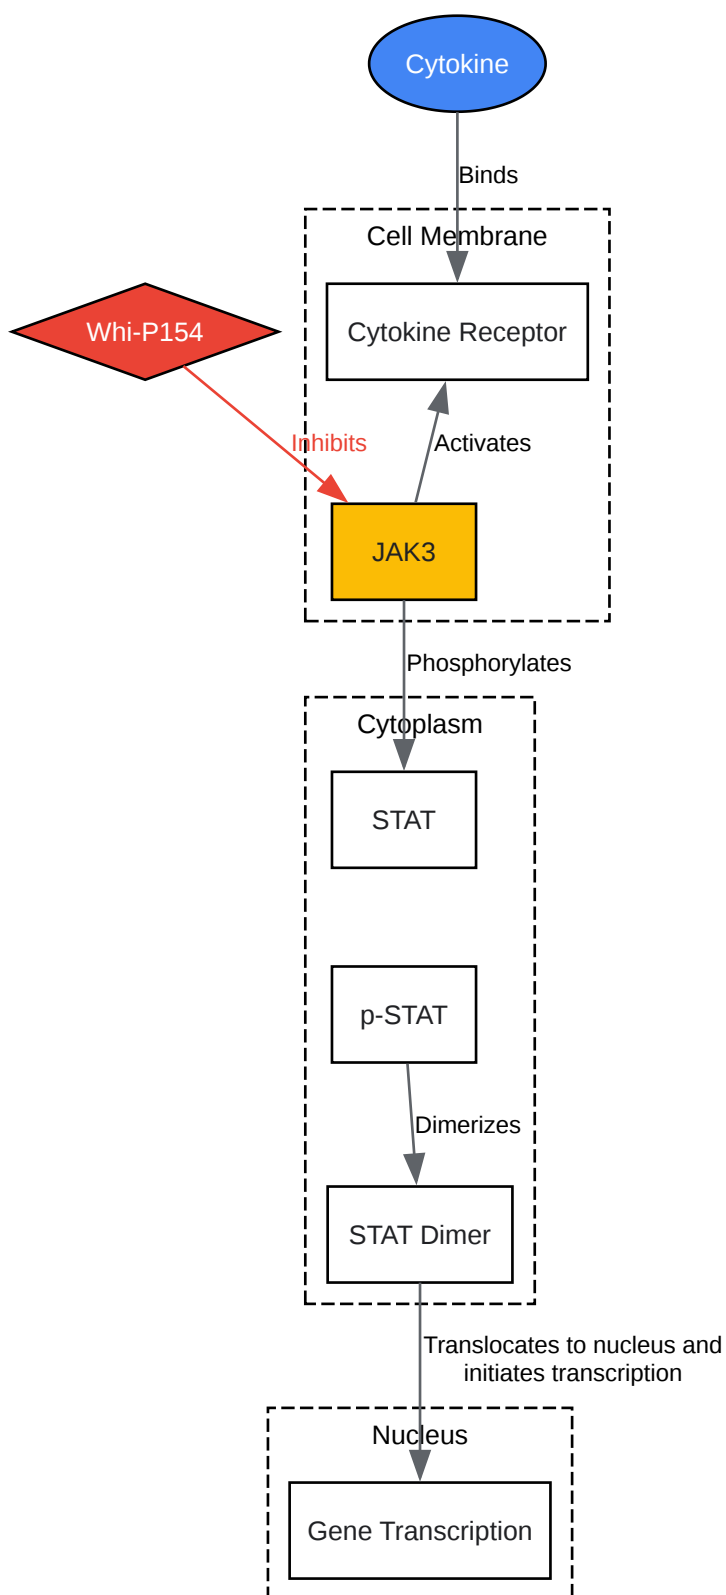 Cytokine
Binds
Cell Membrane
Whi-P154
Cytokine Receptor
Inhibits
Activates
JAK3
Phosphorylates
Cytoplasm
STAT
p-STAT
Dimerizes
STAT Dimer
Translocates to nucleus and
initiates transcription
Nucleus
Gene Transcription